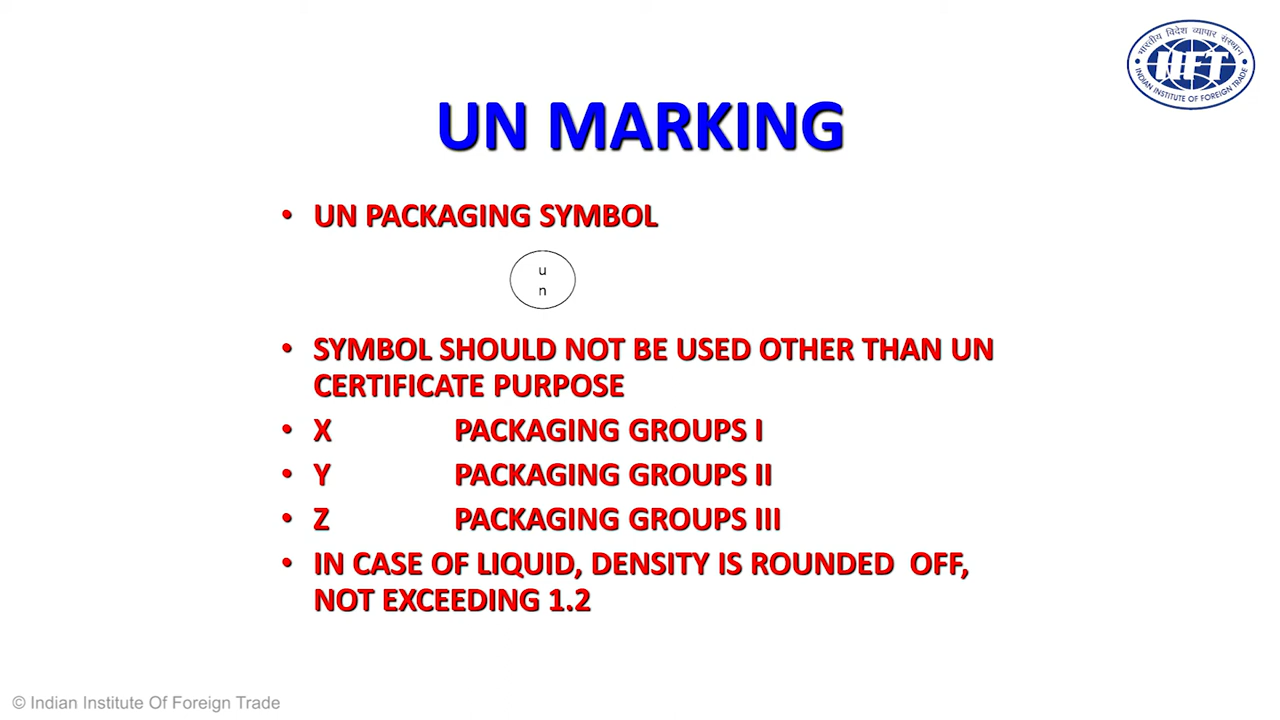 भारतीय विदेश व्यापार संस्थान
IIFT
INDIAN INSTITUTE OF FOREIGN TRADE
UN MARKING
• UN PACKAGING SYMBOL
u
n
• SYMBOL SHOULD NOT BE USED OTHER THAN UN
CERTIFICATE PURPOSE
• X PACKAGING GROUPS I
• Y PACKAGING GROUPS II
• Z PACKAGING GROUPS III
• IN CASE OF LIQUID, DENSITY IS ROUNDED OFF,
NOT EXCEEDING 1.2
© Indian Institute Of Foreign Trade